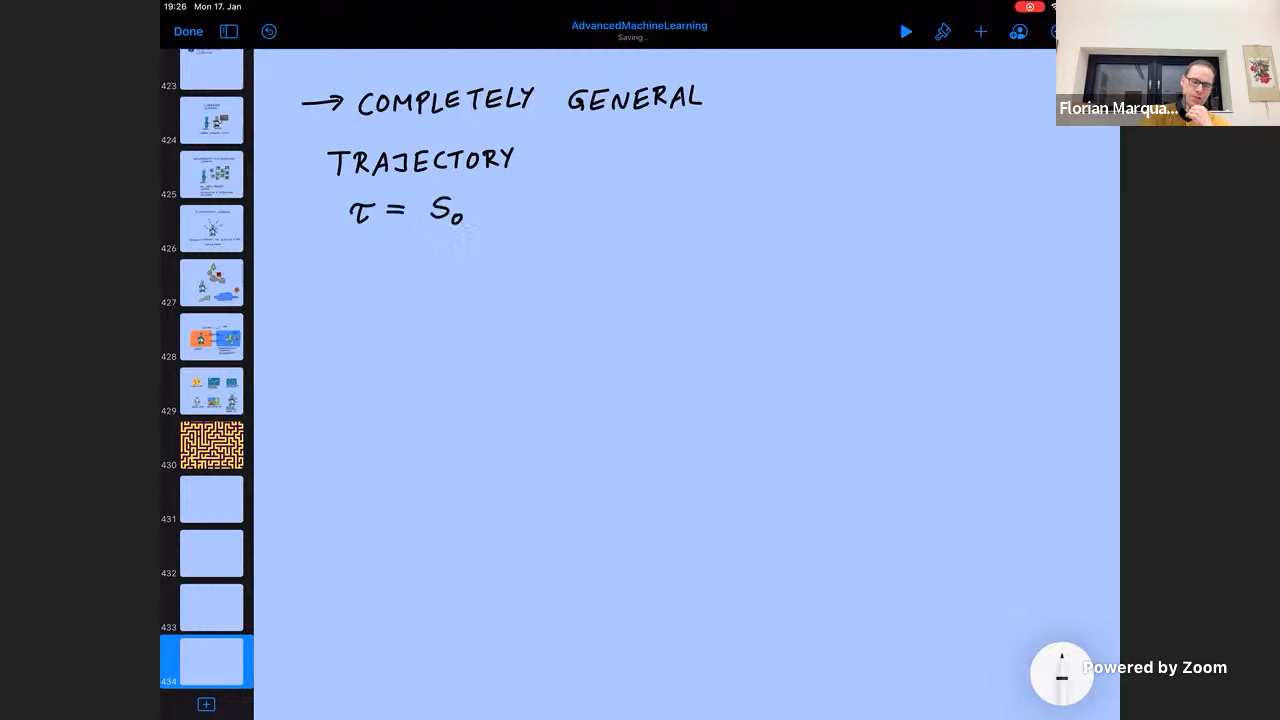 19:26 Mon 17. Jan
Done
AdvancedMachineLearning
Saving...
→ COMPLETELY GENERAL
TRAJECTORY
τ = S₀
Florian Marqua...
423
424
425
426
427
428
429
430
431
432
433
434
Powered by Zoom